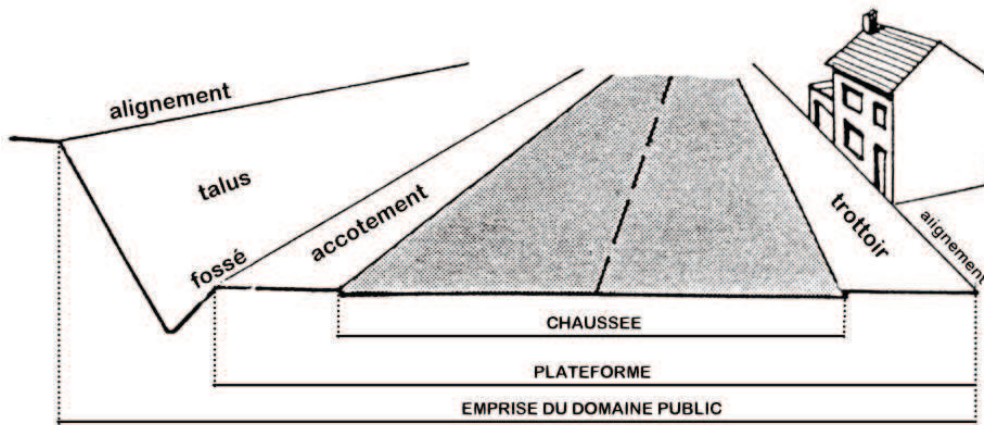 alignement
talus
fossé
accotement
trottoir
alignement
CHAUSSEE
PLATEFORME
EMPRISE DU DOMAINE PUBLIC